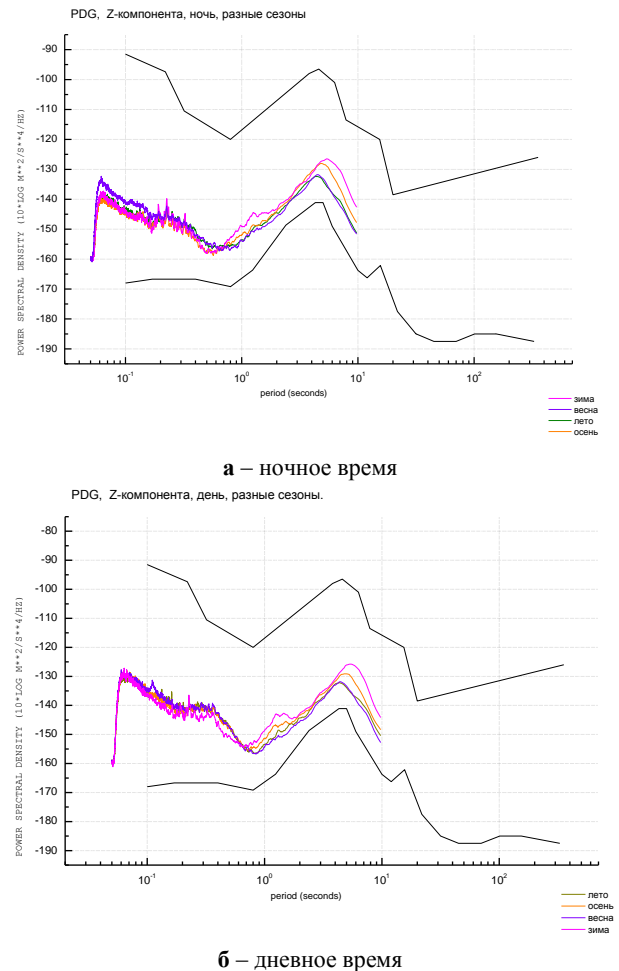 PDG, Z-компонента, ночь, разные сезоны
POWER SPECTRAL DENSITY (10*LOG M**2/S**4/HZ)
-90
-100
-110
-120
-130
-140
-150
-160
-170
-180
-190
10-1
100
101
102
period (seconds)
зима
весна
лето
осень
а – ночное время
PDG, Z-компонента, день, разные сезоны.
POWER SPECTRAL DENSITY (10*LOG M**2/S**4/HZ)
-80
-90
-100
-110
-120
-130
-140
-150
-160
-170
-180
-190
10-1
100
101
102
period (seconds)
лето
осень
весна
зима
б – дневное время